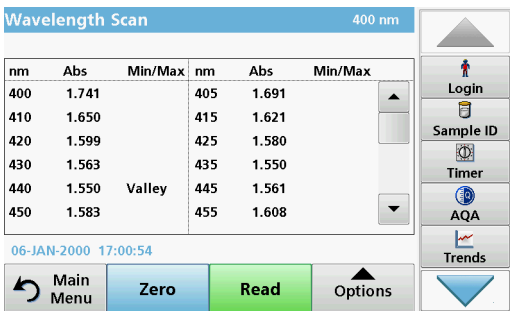 Wavelength Scan 400 nm
nm Abs Min/Max nm Abs Min/Max
400 1.741 405 1.691
410 1.650 415 1.621
420 1.599 425 1.580
430 1.563 435 1.550
440 1.550 Valley 445 1.561
450 1.583 455 1.608
06-JAN-2000 17:00:54
Main Menu
Zero
Read
Options
Login
Sample ID
Timer
AQA
Trends